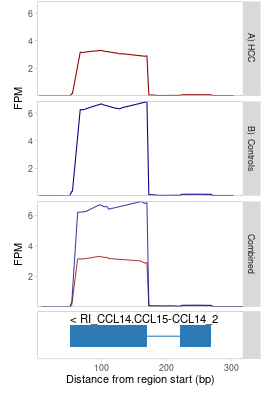 6
4
2
A) HCC
FPM
6
4
2
B) Controls
6
4
2
Combined
FPM
< RI_CCL14.CCL15-CCL14_2
100 200 300
Distance from region start (bp)